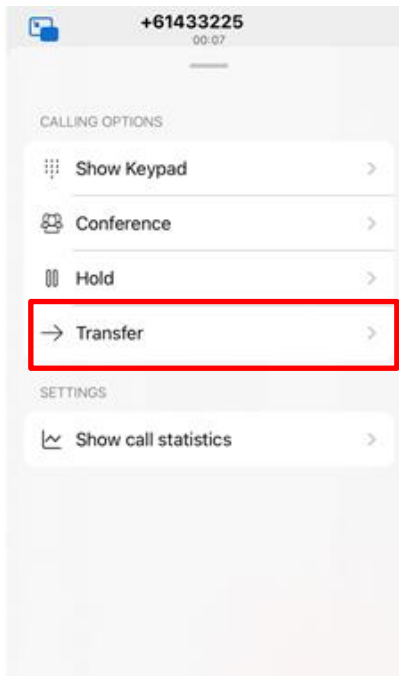 +61433225
00:07
CALLING OPTIONS
Show Keypad
Conference
Hold
Transfer
SETTINGS
Show call statistics